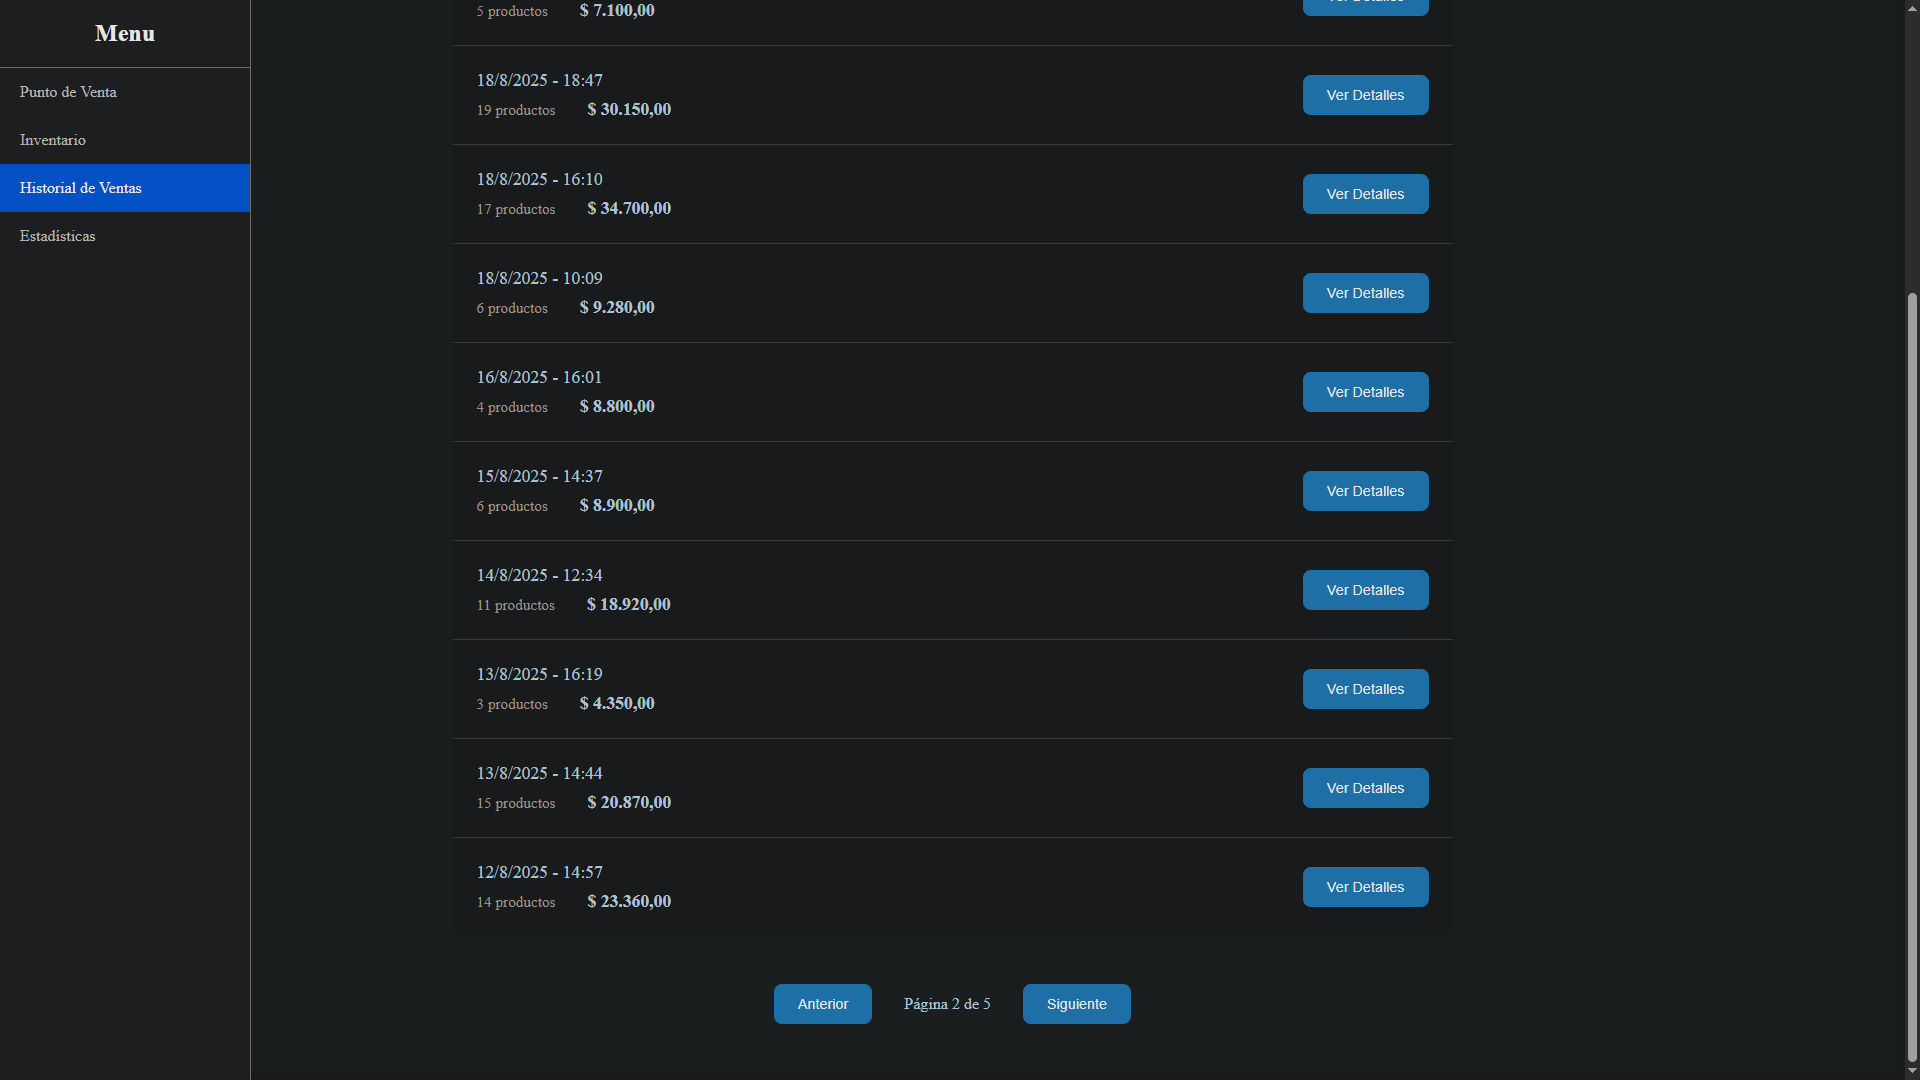 Menu
Punto de Venta
Inventario
Historial de Ventas
Estadísticas
5 productos $ 7.100,00
18/8/2025 - 18:47
19 productos $ 30.150,00
Ver Detalles
18/8/2025 - 16:10
17 productos $ 34.700,00
Ver Detalles
18/8/2025 - 10:09
6 productos $ 9.280,00
Ver Detalles
16/8/2025 - 16:01
4 productos $ 8.800,00
Ver Detalles
15/8/2025 - 14:37
6 productos $ 8.900,00
Ver Detalles
14/8/2025 - 12:34
11 productos $ 18.920,00
Ver Detalles
13/8/2025 - 16:19
3 productos $ 4.350,00
Ver Detalles
13/8/2025 - 14:44
15 productos $ 20.870,00
Ver Detalles
12/8/2025 - 14:57
14 productos $ 23.360,00
Ver Detalles
Anterior Página 2 de 5 Siguiente